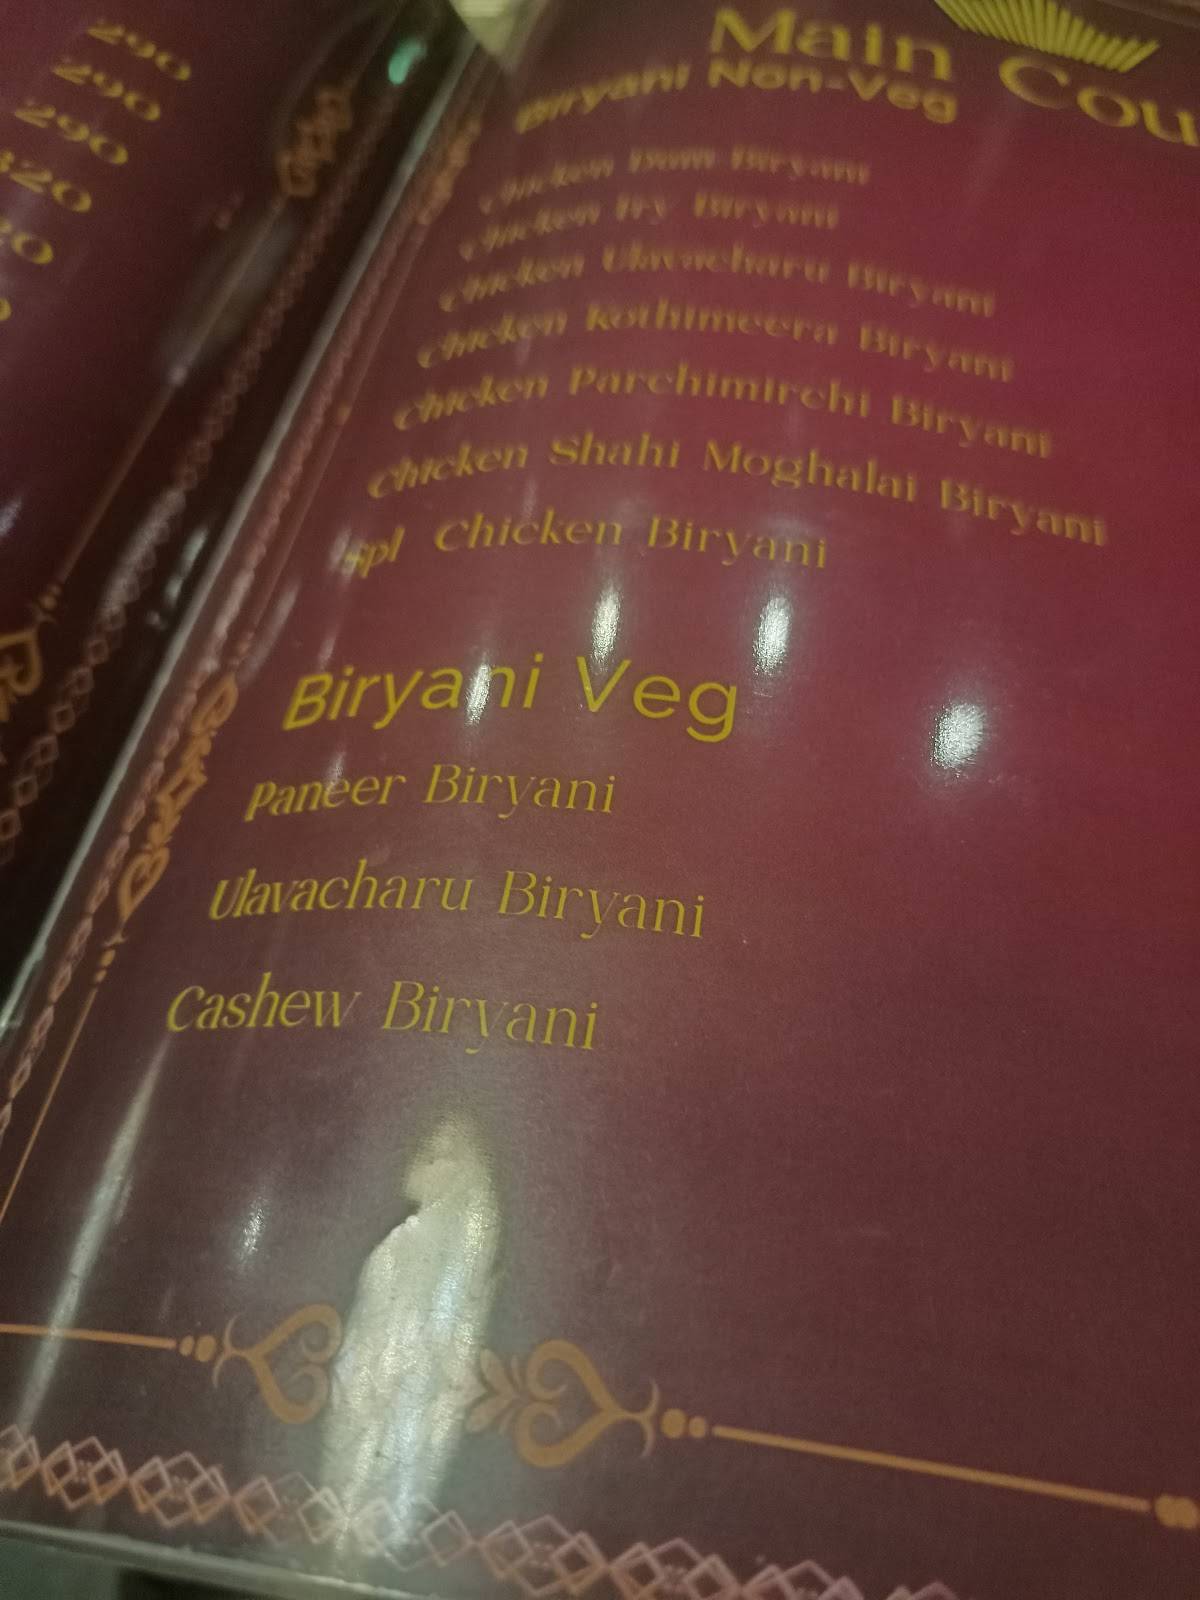 290
290
290
320
Main Cou
Biryani Non-Veg
Chicken Dum Biryani
Chicken Fry Biryani
Chicken Ulavacharu Biryani
Chicken Kothimeera Biryani
Chicken Parchimirchi Biryani
Chicken Shahi Moghalai Biryani
spl Chicken Biryani
Biryani Veg
Paneer Biryani
Ulavacharu Biryani
Cashew Biryani